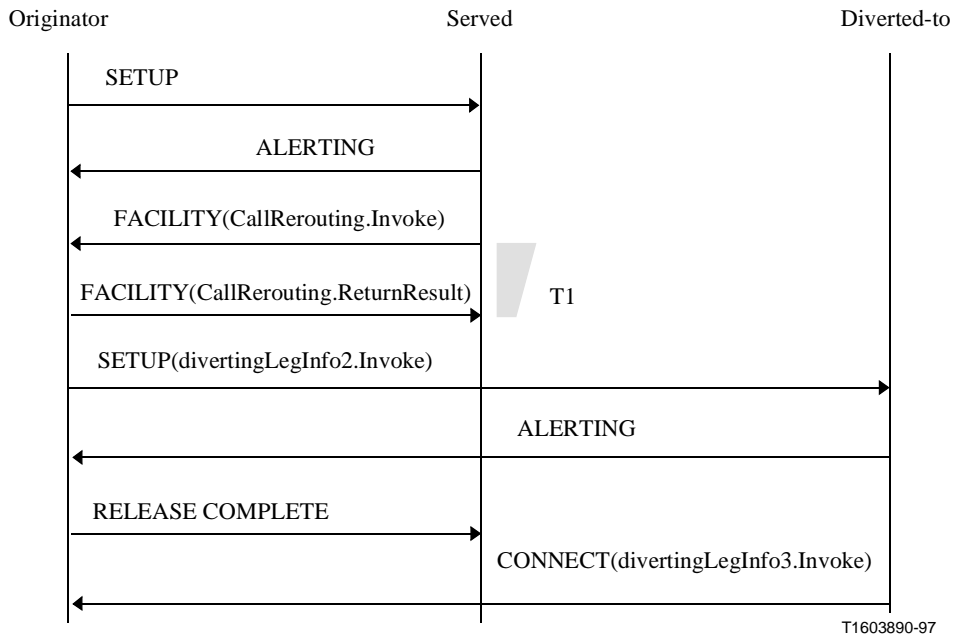 Originator Served Diverted-to
SETUP
ALERTING
FACILITY(CallRerouting.Invoke)
FACILITY(CallRerouting.ReturnResult)
T1
SETUP(divertingLegInfo2.Invoke)
ALERTING
RELEASE COMPLETE
CONNECT(divertingLegInfo3.Invoke)
T1603890-97